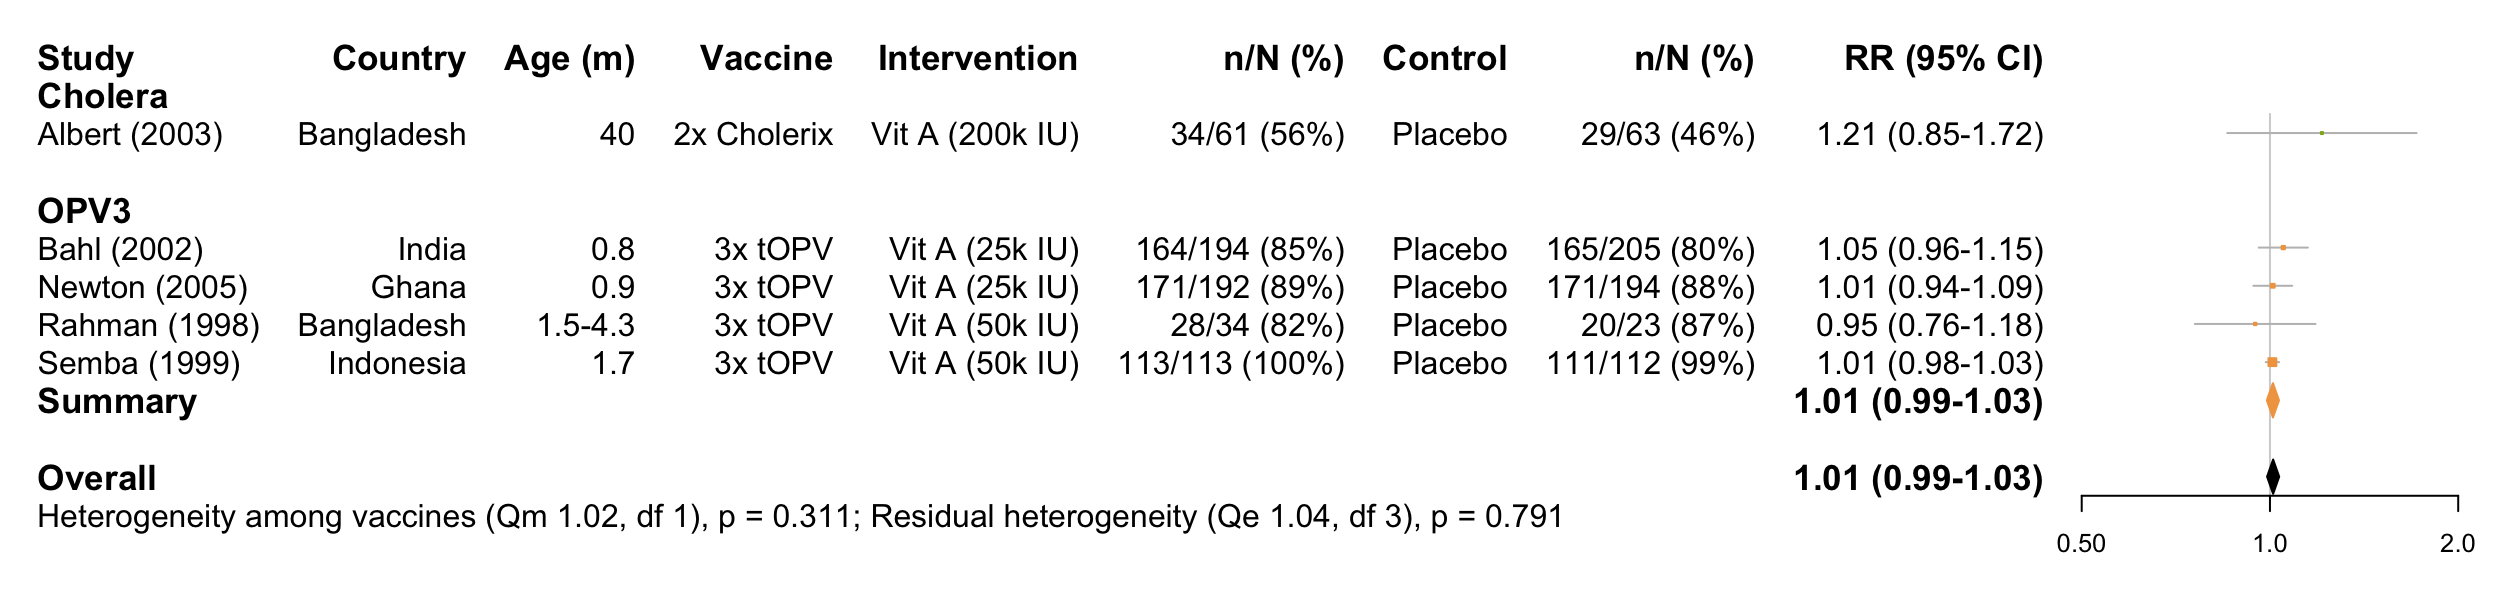 Study Country Age (m) Vaccine Intervention n/N (%) Control n/N (%) RR (95% CI)
Cholera
Albert (2003) Bangladesh 40 2x Cholerix Vit A (200k IU) 34/61 (56%) Placebo 29/63 (46%) 1.21 (0.85-1.72)
OPV3
Bahl (2002) India 0.8 3x tOPV Vit A (25k IU) 164/194 (85%) Placebo 165/205 (80%) 1.05 (0.96-1.15)
Newton (2005) Ghana 0.9 3x tOPV Vit A (25k IU) 171/192 (89%) Placebo 171/194 (88%) 1.01 (0.94-1.09)
Rahman (1998) Bangladesh 1.5-4.3 3x tOPV Vit A (50k IU) 28/34 (82%) Placebo 20/23 (87%) 0.95 (0.76-1.18)
Semba (1999) Indonesia 1.7 3x tOPV Vit A (50k IU) 113/113 (100%) Placebo 111/112 (99%) 1.01 (0.98-1.03)
Summary 1.01 (0.99-1.03)
Overall 1.01 (0.99-1.03)
Heterogeneity among vaccines (Qm 1.02, df 1), p = 0.311; Residual heterogeneity (Qe 1.04, df 3), p = 0.791
0.50 1.0 2.0